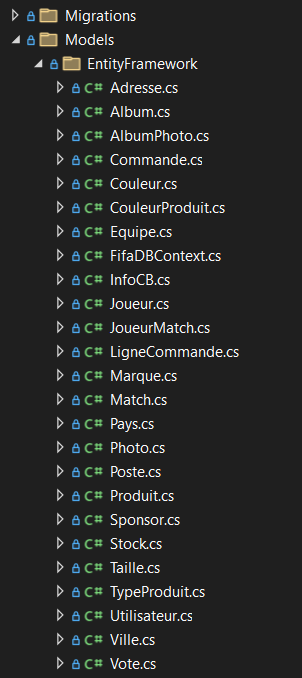 Migrations
Models
EntityFramework
C# Adresse.cs
C# Album.cs
C# AlbumPhoto.cs
C# Commande.cs
C# Couleur.cs
C# CouleurProduit.cs
C# Equipe.cs
C# FifaDBContext.cs
C# InfoCB.cs
C# Joueur.cs
C# JoueurMatch.cs
C# LigneCommande.cs
C# Marque.cs
C# Match.cs
C# Pays.cs
C# Photo.cs
C# Poste.cs
C# Produit.cs
C# Sponsor.cs
C# Stock.cs
C# Taille.cs
C# TypeProduit.cs
C# Utilisateur.cs
C# Ville.cs
C# Vote.cs